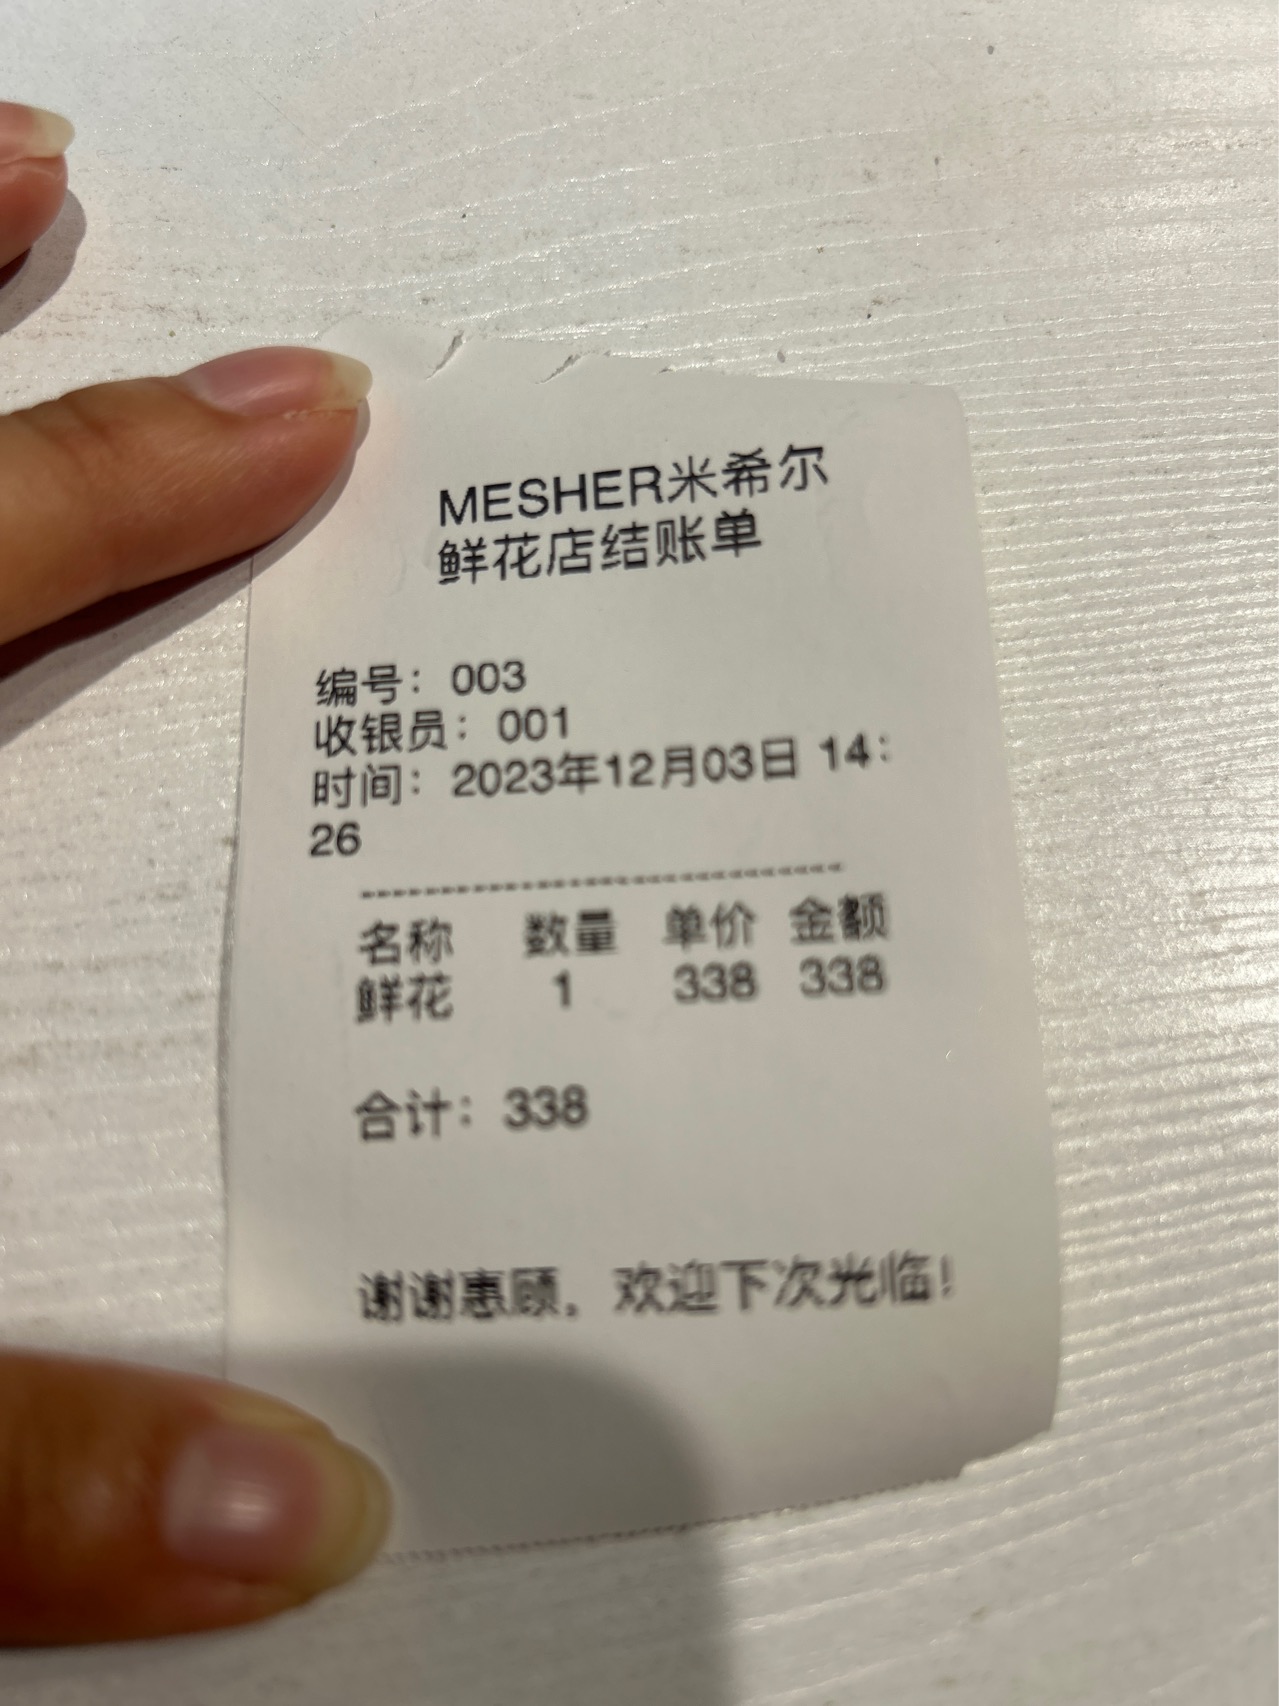 MESHER米希尔
鲜花店结账单
编号：003
收银员：001
时间：2023年12月03日 14：
26
--------------------------------
名称 数量 单价 金额
鲜花 1 338 338
合计：338
谢谢惠顾，欢迎下次光临！